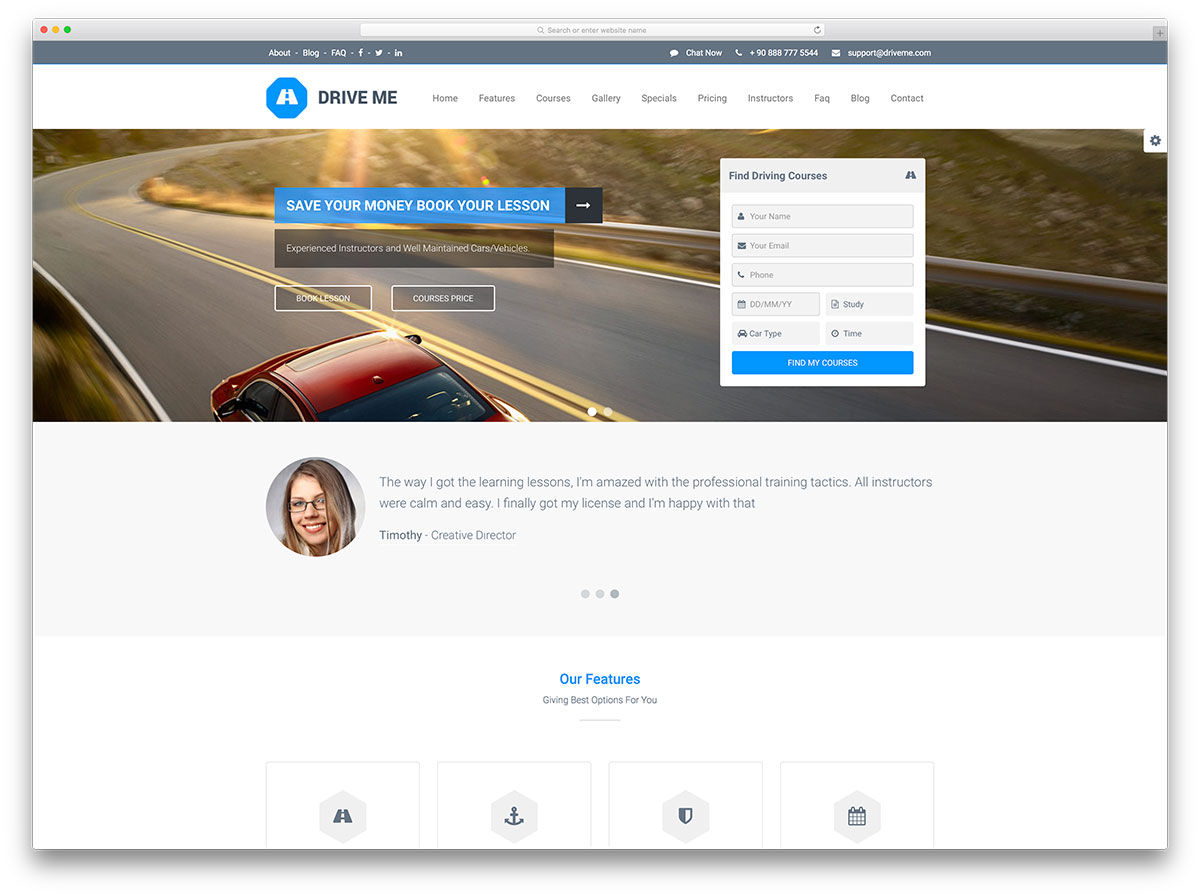 Search or enter website name
About - Blog - FAQ - f - - in
Chat Now + 90 888 777 5544 support@driveme.com
DRIVE ME
Home Features Courses Gallery Specials Pricing Instructors Faq Blog Contact
SAVE YOUR MONEY BOOK YOUR LESSON
Experienced Instructors and Well Maintained Cars/Vehicles.
BOOK LESSON COURSES PRICE
Find Driving Courses
Your Name
Your Email
Phone
DD/MM/YY Study
Car Type Time
FIND MY COURSES
The way I got the learning lessons, I'm amazed with the professional training tactics. All instructors
were calm and easy. I finally got my license and I'm happy with that
Timothy - Creative Director
Our Features
Giving Best Options For You